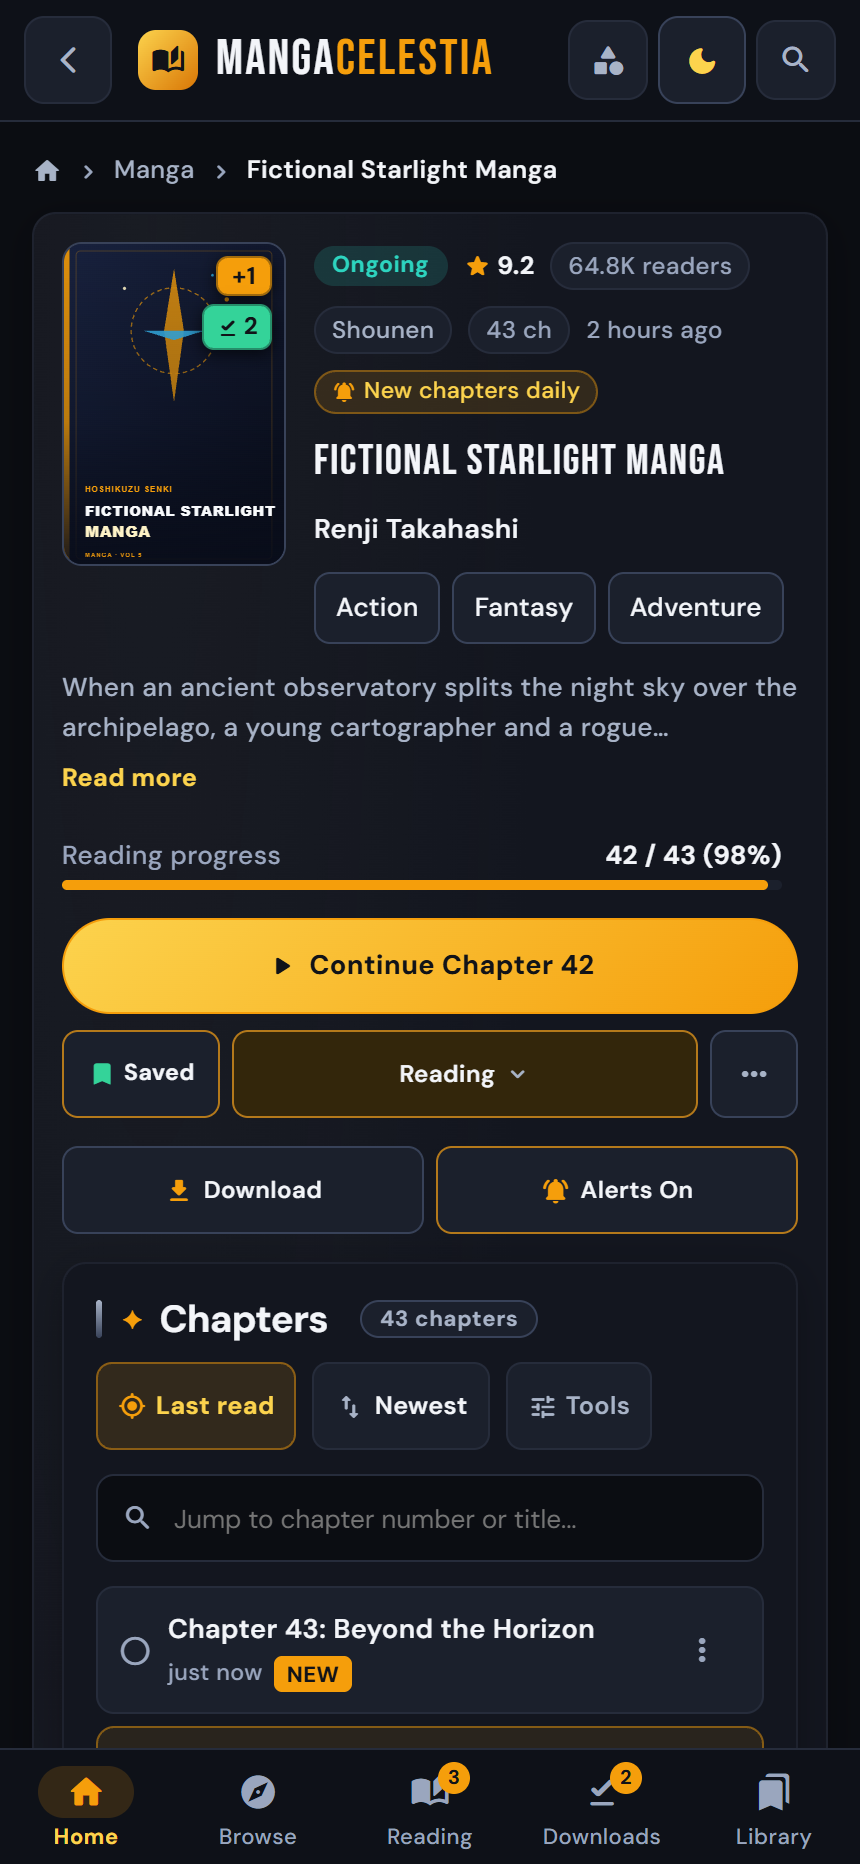 MANGACELESTIA
Manga
Fictional Starlight Manga
+1
2
HOSHIKUZU SENKI
FICTIONAL STARLIGHT
MANGA
MANGA · VOL 5
Ongoing
9.2
64.8K readers
Shounen
43 ch
2 hours ago
New chapters daily
FICTIONAL STARLIGHT MANGA
Renji Takahashi
Action
Fantasy
Adventure
When an ancient observatory splits the night sky over the
archipelago, a young cartographer and a rogue...
Read more
Reading progress
42 / 43 (98%)
Continue Chapter 42
Saved
Reading
Download
Alerts On
Chapters
43 chapters
Last read
Newest
Tools
Jump to chapter number or title...
Chapter 43: Beyond the Horizon
just now
NEW
Home
Browse
3
Reading
2
Downloads
Library